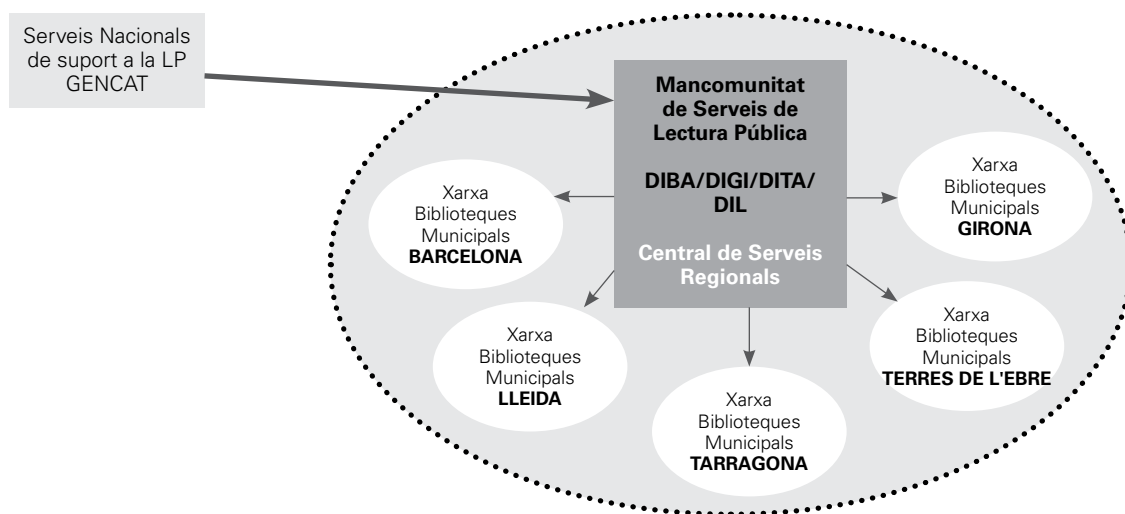 Serveis Nacionals
de suport a la LP
GENCAT
Mancomunitat
de Serveis de
Lectura Pública
DIBA/DIGI/DITA/
DIL
Central de Serveis
Regionals
Xarxa
Biblioteques
Municipals
BARCELONA
Xarxa
Biblioteques
Municipals
GIRONA
Xarxa
Biblioteques
Municipals
LLEIDA
Xarxa
Biblioteques
Municipals
TERRES DE L'EBRE
Xarxa
Biblioteques
Municipals
TARRAGONA